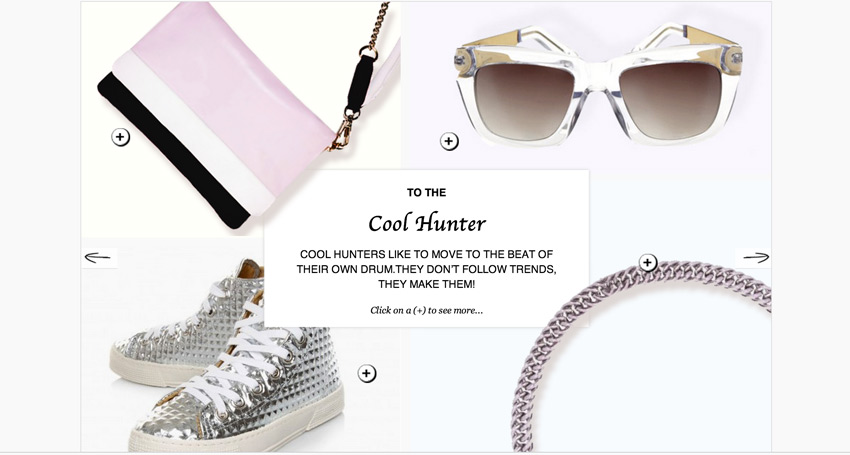 TO THE
Cool Hunter
COOL HUNTERS LIKE TO MOVE TO THE BEAT OF
THEIR OWN DRUM.THEY DON'T FOLLOW TRENDS,
THEY MAKE THEM!
Click on a (+) to see more...